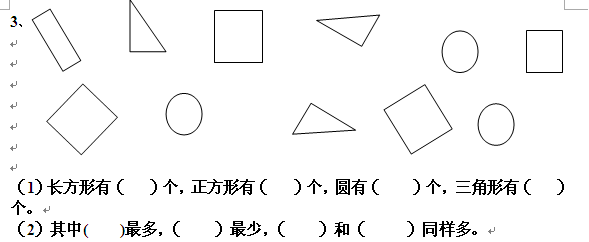 3、
（1）长方形有（ ）个，正方形有（ ）个，圆有（ ）个，三角形有（ ）
个。
（2）其中( )最多，（ ）最少，（ ）和（ ）同样多。